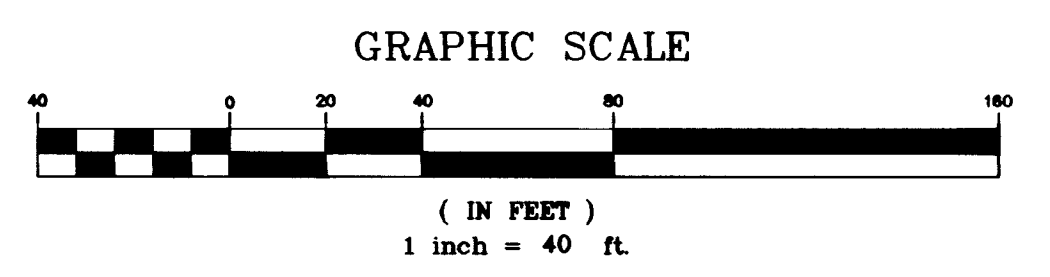 GRAPHIC SCALE
40 0 20 40 80 160
( IN FEET )
1 inch = 40 ft.